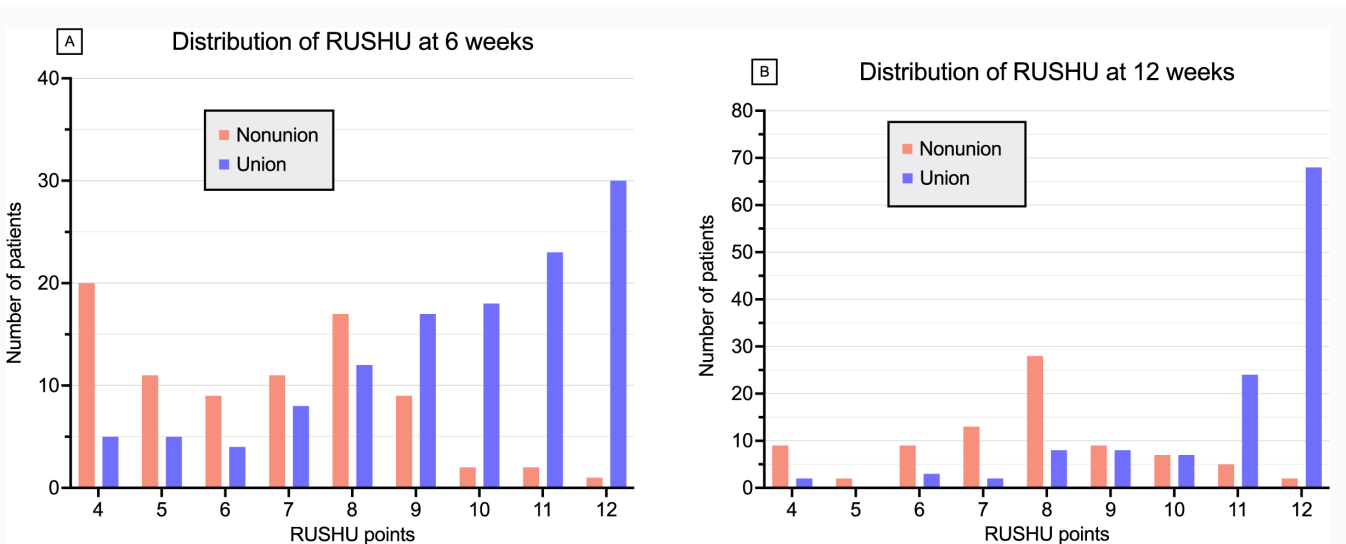 A
Distribution of RUSHU at 6 weeks
40
30
20
10
0
Number of patients
Nonunion
Union
4 5 6 7 8 9 10 11 12
RUSHU points
B
Distribution of RUSHU at 12 weeks
80
70
60
50
40
30
20
10
0
Number of patients
Nonunion
Union
4 5 6 7 8 9 10 11 12
RUSHU points